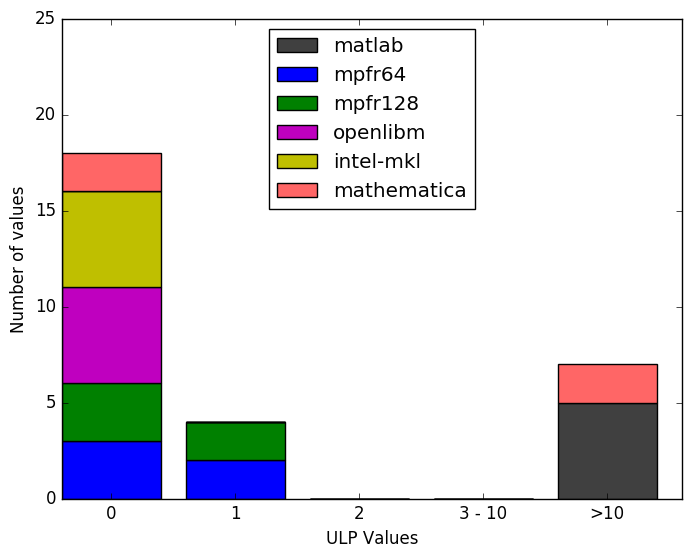 25
20
15
10
5
0
Number of values
matlab
mpfr64
mpfr128
openlibm
intel-mkl
mathematica
0 1 2 3 - 10 >10
ULP Values